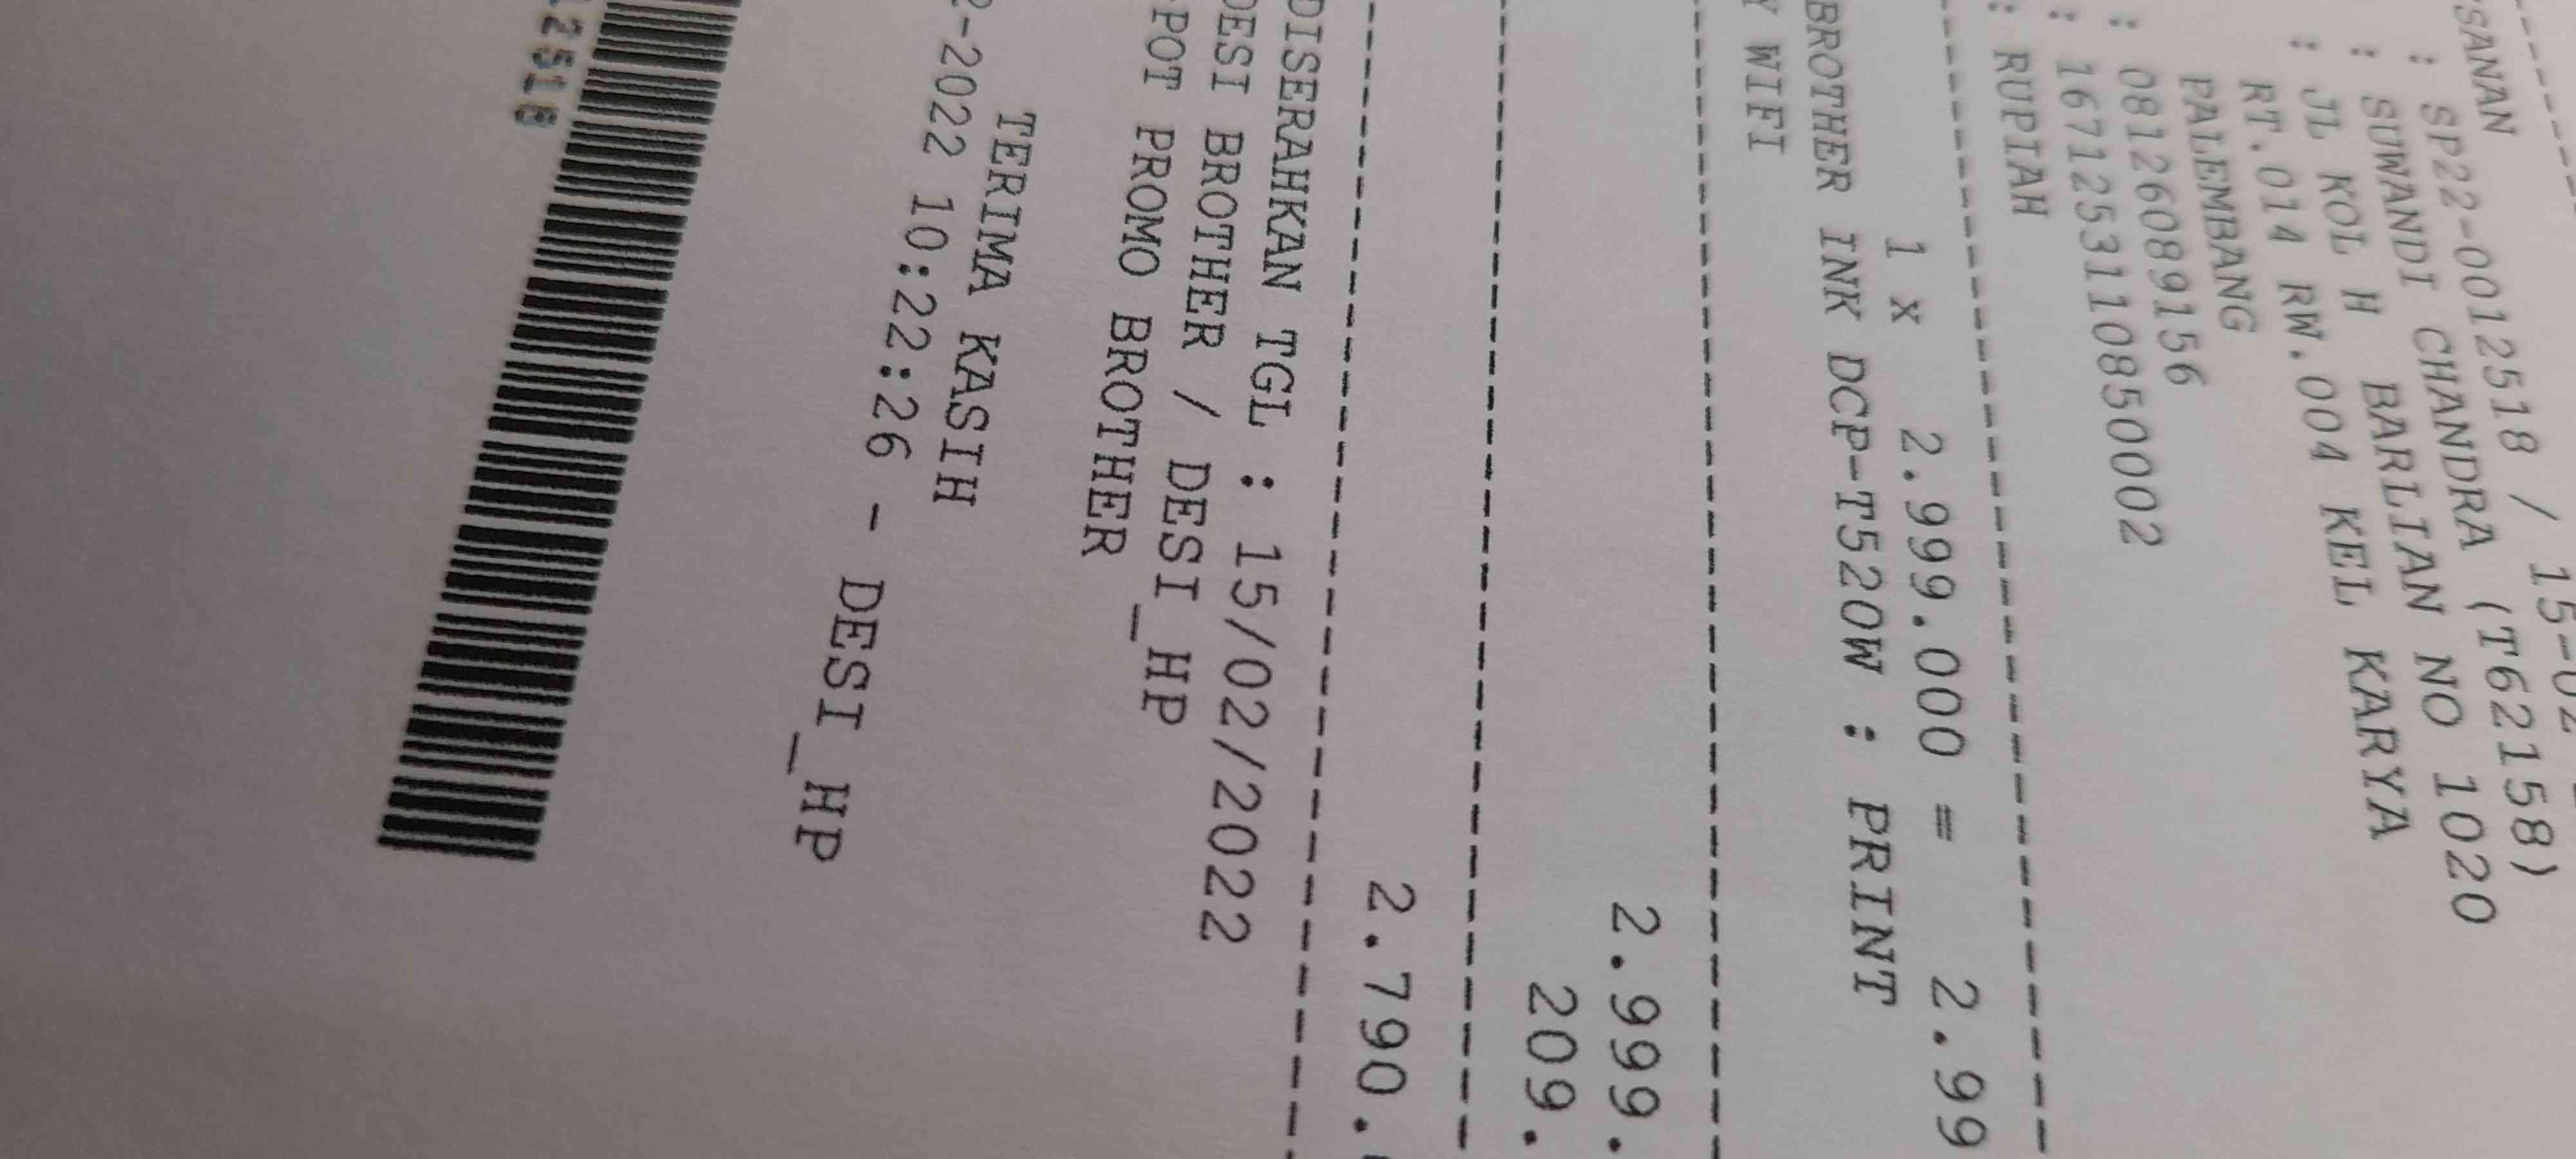 SANAN
: SP22-0012518 / 15-02
: SUWANDI CHANDRA (T62158)
: JL KOL H BARLIAN NO 1020
RT.014 RW.004 KEL KARYA
PALEMBANG
: 08126089156
: 1671253110850002
: RUPIAH
1 x 2.999.000 = 2.99
BROTHER INK DCP-T520W : PRINT
Y WIFI
2.999.
209.
2.790.
DISERAHKAN TGL : 15/02/2022
DESI BROTHER / DESI_HP
POT PROMO BROTHER
TERIMA KASIH
2-2022 10:22:26 - DESI_HP
12518